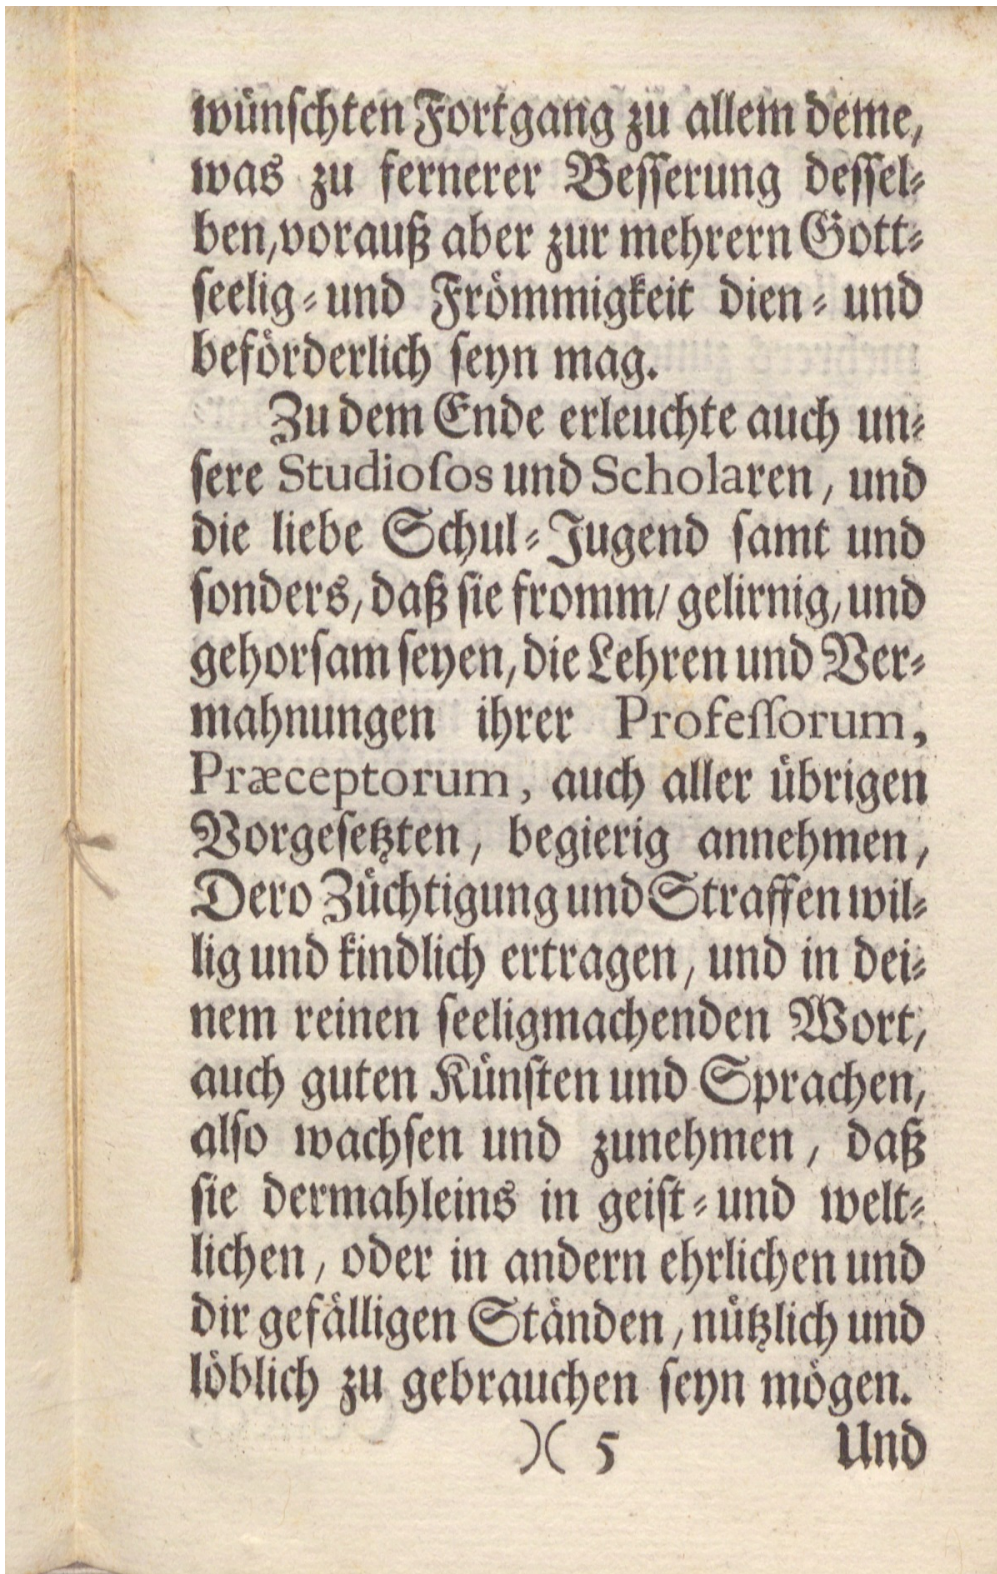 wünſchten Fortgang zu allem deme,
was zu fernerer Beſſerung deſſel⸗
ben, vorauß aber zur mehrern Gott⸗
ſeelig⸗ und Frömmigkeit dien⸗ und
beförderlich ſeyn mag.
Zu dem Ende erleuchte auch un⸗
ſere Studioſos und Scholaren, und
die liebe Schul⸗Jugend ſamt und
ſonders, daß ſie fromm/ gelirnig, und
gehorſam ſeyen, die Lehren und Ver⸗
mahnungen ihrer Profeſſorum,
Præceptorum, auch aller übrigen
Vorgeſetzten, begierig annehmen,
Dero Züchtigung und Straffen wil⸗
lig und kindlich ertragen, und in dei⸗
nem reinen ſeeligmachenden Wort,
auch guten Künſten und Sprachen,
alſo wachſen und zunehmen, daß
ſie dermahleins in geiſt⸗ und welt⸗
lichen, oder in andern ehrlichen und
dir gefälligen Ständen, nützlich und
löblich zu gebrauchen ſeyn mögen.
)( 5 Und